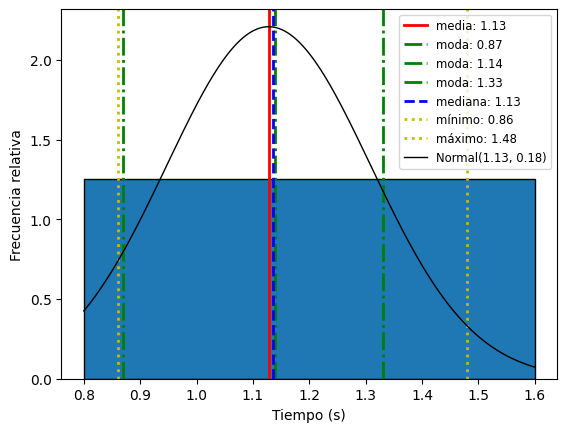 media: 1.13
moda: 0.87
moda: 1.14
moda: 1.33
mediana: 1.13
mínimo: 0.86
máximo: 1.48
Normal(1.13, 0.18)
Frecuencia relativa
2.0
1.5
1.0
0.5
0.0
0.8 0.9 1.0 1.1 1.2 1.3 1.4 1.5 1.6
Tiempo (s)